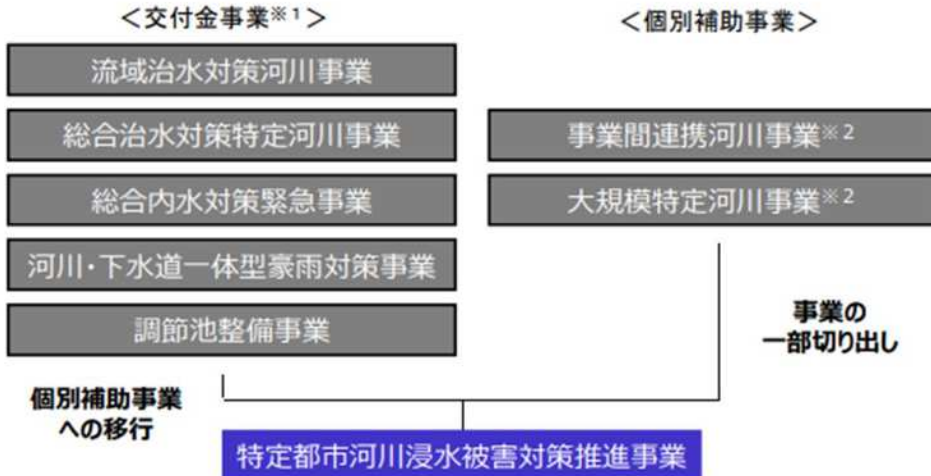 ＜交付金事業※1＞
流域治水対策河川事業
総合治水対策特定河川事業
総合内水対策緊急事業
河川・下水道一体型豪雨対策事業
調節池整備事業
＜個別補助事業＞
事業間連携河川事業※2
大規模特定河川事業※2
個別補助事業
への移行
事業の
一部切り出し
特定都市河川浸水被害対策推進事業